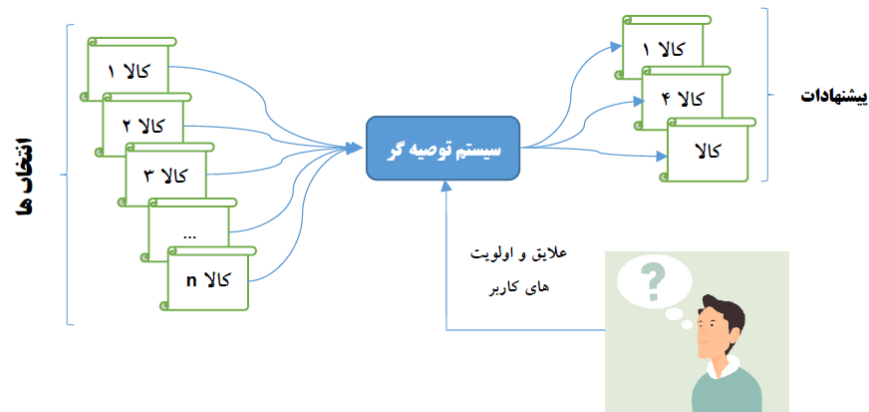 انتخاب ها
کالا ۱
کالا ۲
کالا ۳
...
کالا n
سیستم توصیه گر
علایق و اولویت
های کاربر
?
کالا ۱
کالا ۴
کالا
پیشنهادات